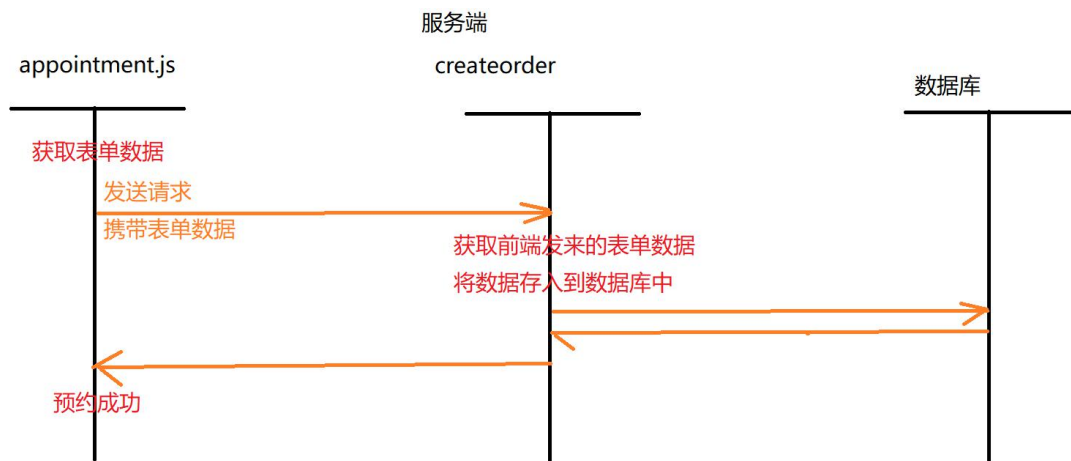 服务端
appointment.js
createorder
数据库
获取表单数据
发送请求
携带表单数据
获取前端发来的表单数据
将数据存入到数据库中
预约成功